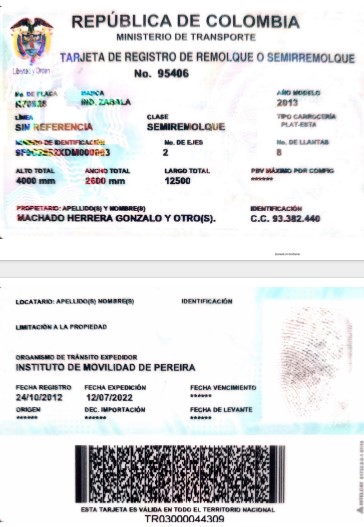 REPÚBLICA DE COLOMBIA
MINISTERIO DE TRANSPORTE
Libertad y Orden
TARJETA DE REGISTRO DE REMOLQUE O SEMIRREMOLQUE
No. 95406
No. DE PLACA MARCA AÑO MODELO
IND. ZABALA 2013
LÍNEA CLASE TIPO CARROCERÍA
SIN REFERENCIA SEMIREMOLQUE
NÚMERO DE IDENTIFICACIÓN No. DE EJES No. DE LLANTAS
2 8
ALTO TOTAL ANCHO TOTAL LARGO TOTAL PBV MÁXIMO POR CONFIG
4000 mm 2600 mm 12500 ******
PROPIETARIO: APELLIDO(S) Y NOMBRE(S) IDENTIFICACIÓN
MACHADO HERRERA GONZALO Y OTRO(S). C.C. 93.382.440
LOCATARIO: APELLIDO(S) NOMBRE(S) IDENTIFICACIÓN
LIMITACIÓN A LA PROPIEDAD
ORGANISMO DE TRÁNSITO EXPEDIDOR
INSTITUTO DE MOVILIDAD DE PEREIRA
FECHA REGISTRO FECHA EXPEDICIÓN FECHA VENCIMIENTO
24/10/2012 12/07/2022 ******
ORIGEN DEC. IMPORTACIÓN FECHA DE LEVANTE
****** ****** ******
ESTA TARJETA ES VÁLIDA EN TODO EL TERRITORIO NACIONAL
TR03000044309